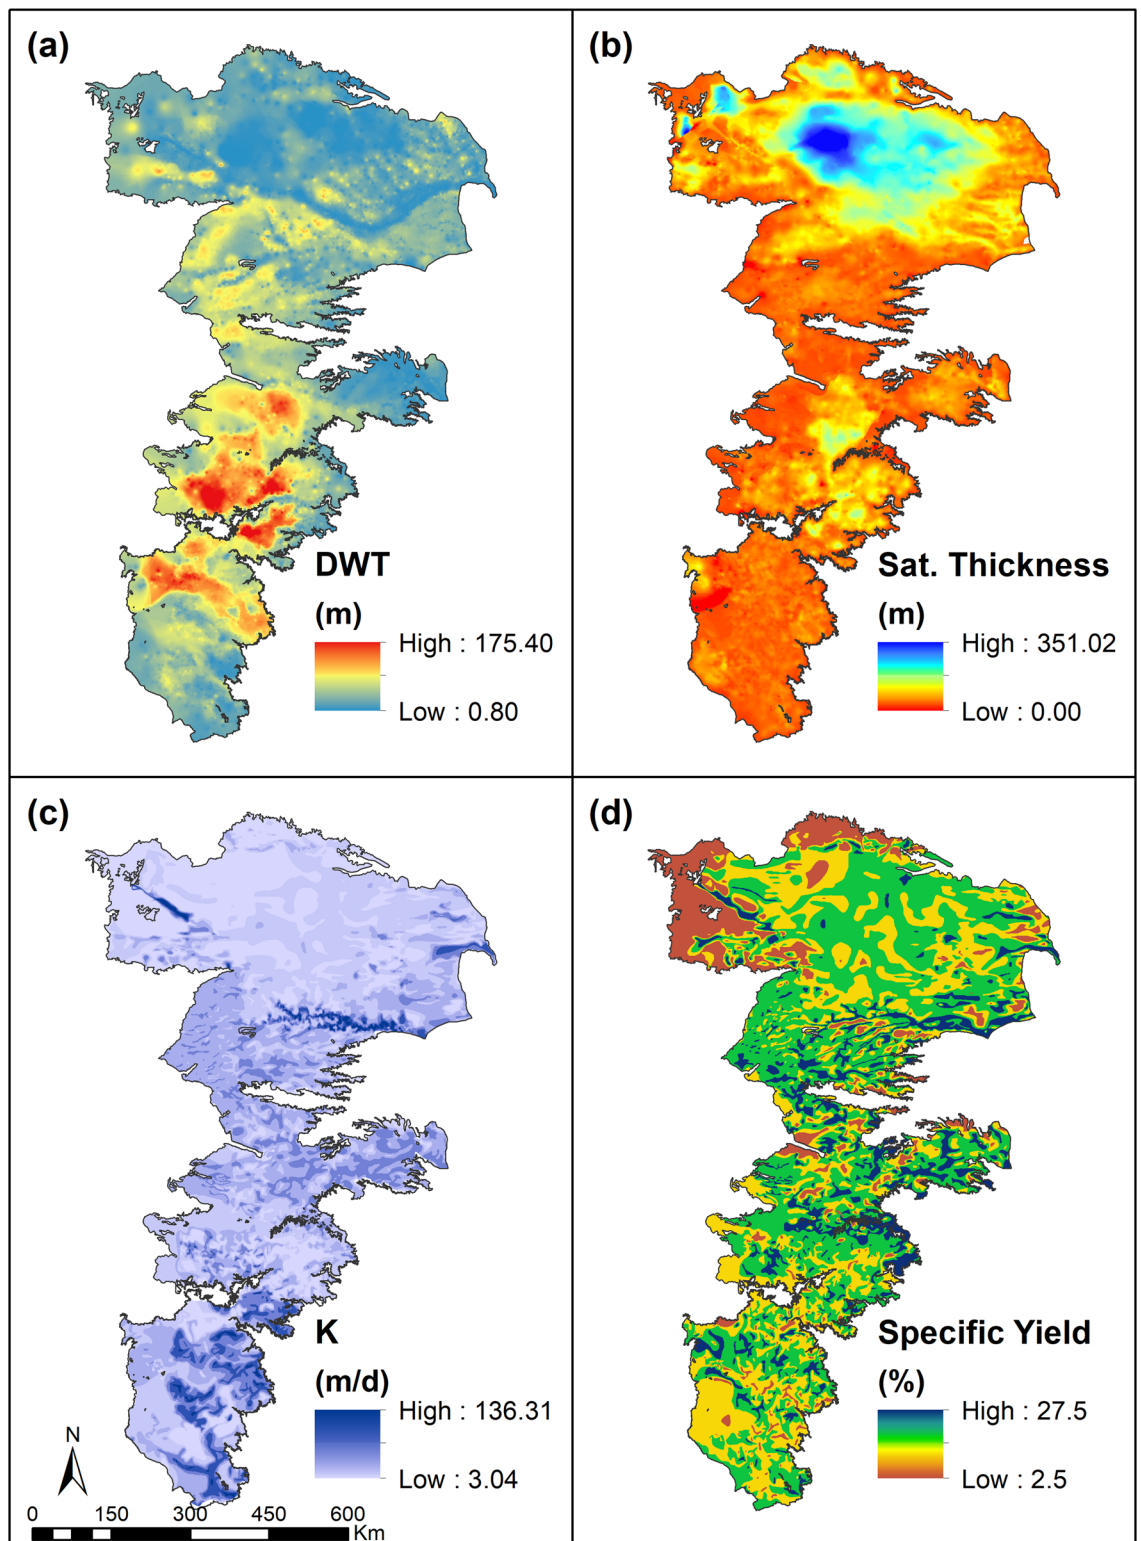 (a)
DWT
(m)
High : 175.40
Low : 0.80
(b)
Sat. Thickness
(m)
High : 351.02
Low : 0.00
(c)
K
(m/d)
High : 136.31
Low : 3.04
N
0 150 300 450 600
Km
(d)
Specific Yield
(%)
High : 27.5
Low : 2.5